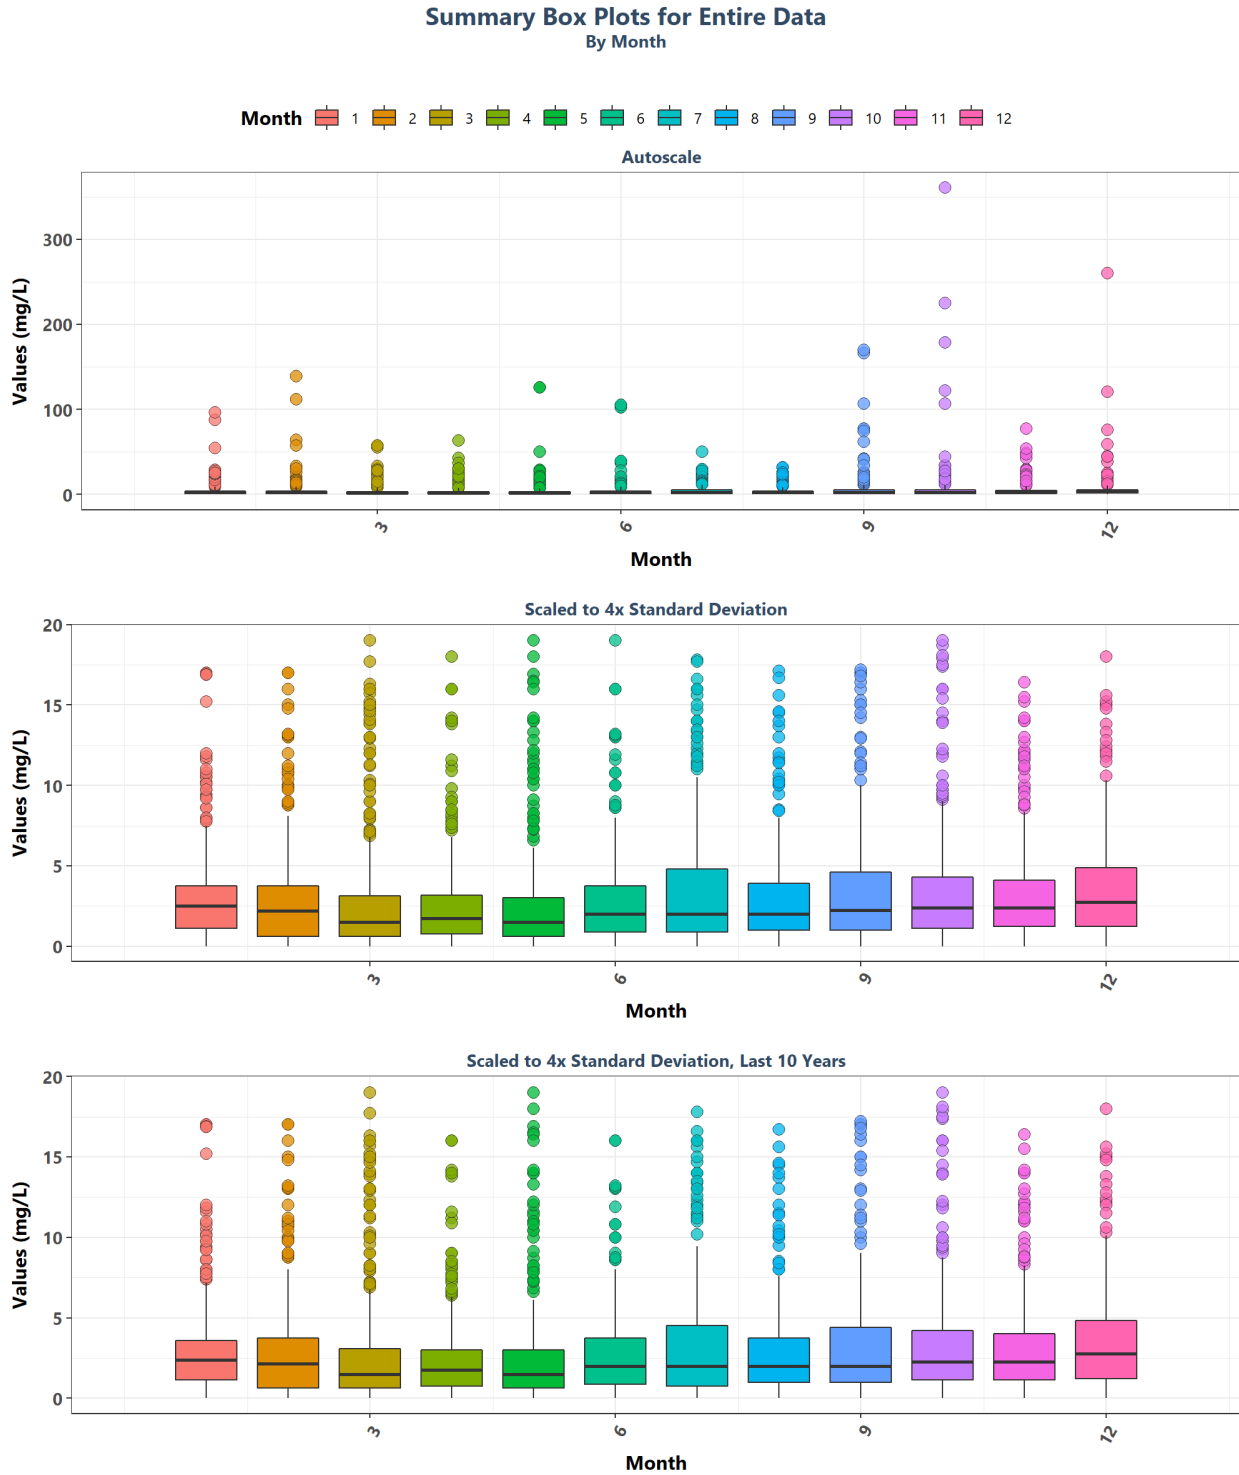 Summary Box Plots for Entire Data
By Month
Month 1 2 3 4 5 6 7 8 9 10 11 12
Autoscale
Values (mg/L)
300
200
100
0
3 6 9 12
Month
Scaled to 4x Standard Deviation
Values (mg/L)
20
15
10
5
0
3 6 9 12
Month
Scaled to 4x Standard Deviation, Last 10 Years
Values (mg/L)
20
15
10
5
0
3 6 9 12
Month